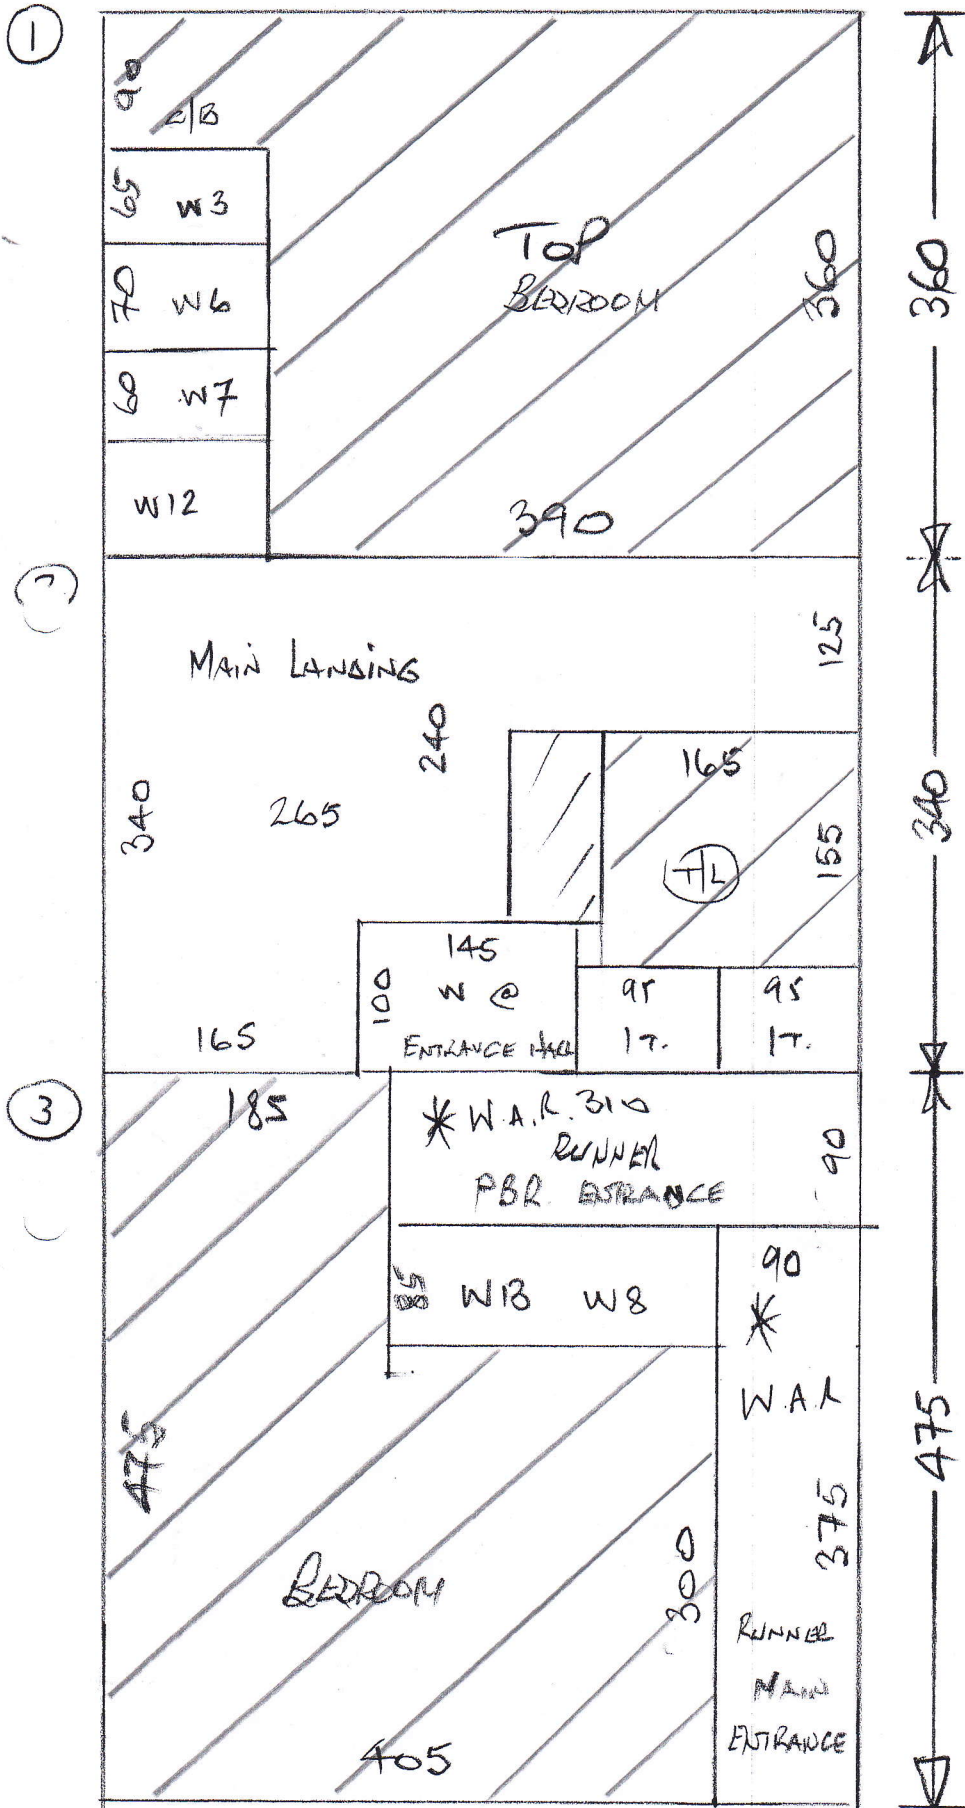 1
90
c/B
65 W3
70 W6
60 W7
W12
TOP
BEDROOM
360
390
360
MAIN LANDING
125
240
340
265
165
155
T/L
340
145
100
W @
ENTRANCE HALL
95
1T.
95
1T.
165
3
185
* W.A.R. 310
RUNNER
PBR ENTRANCE
90
85 W13 W8
90
*
W.A.R
475
375
300
BEDROOM
RUNNER
MAIN
ENTRANCE
405
475